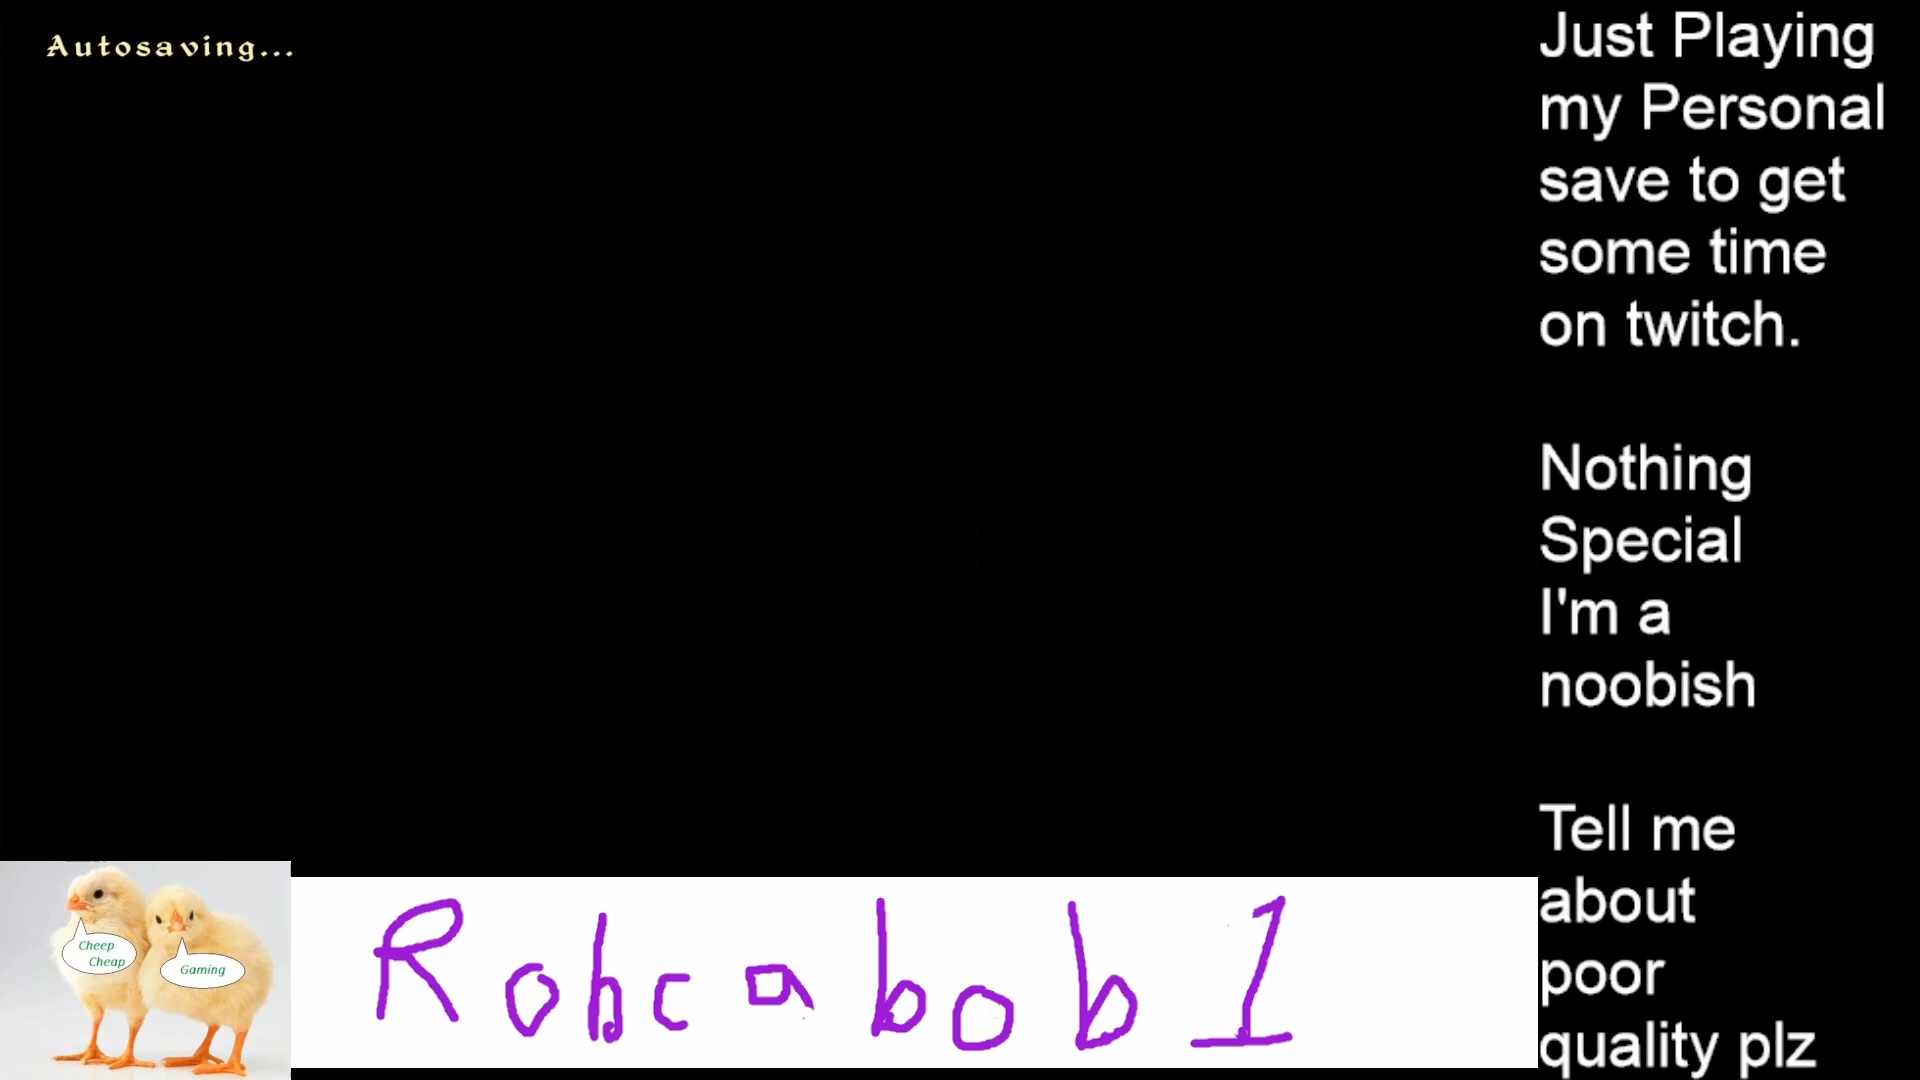 Autosaving...
Just Playing
my Personal
save to get
some time
on twitch.
Nothing
Special
I'm a
noobish
Tell me
about
poor
quality plz
Cheep
Cheap
Gaming
Rohcabob1